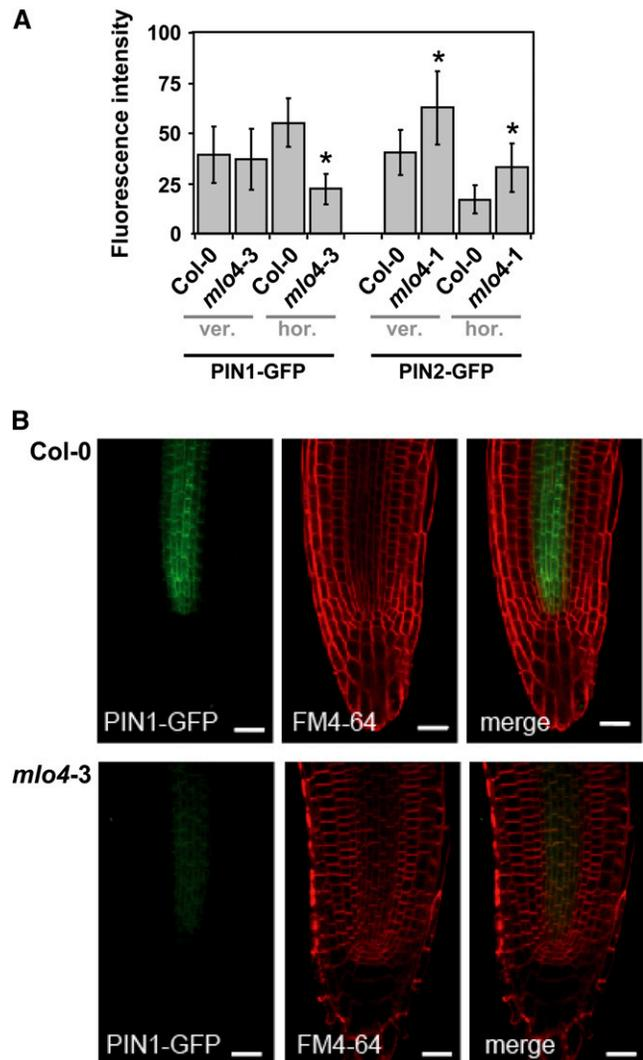 A
Fluorescence intensity
100
75
50
25
0
*
*
*
Col-0 mlo4-3 Col-0 mlo4-3 Col-0 mlo4-1 Col-0 mlo4-1
ver. hor. ver. hor.
PIN1-GFP PIN2-GFP
B
Col-0
PIN1-GFP FM4-64 merge
mlo4-3
PIN1-GFP FM4-64 merge